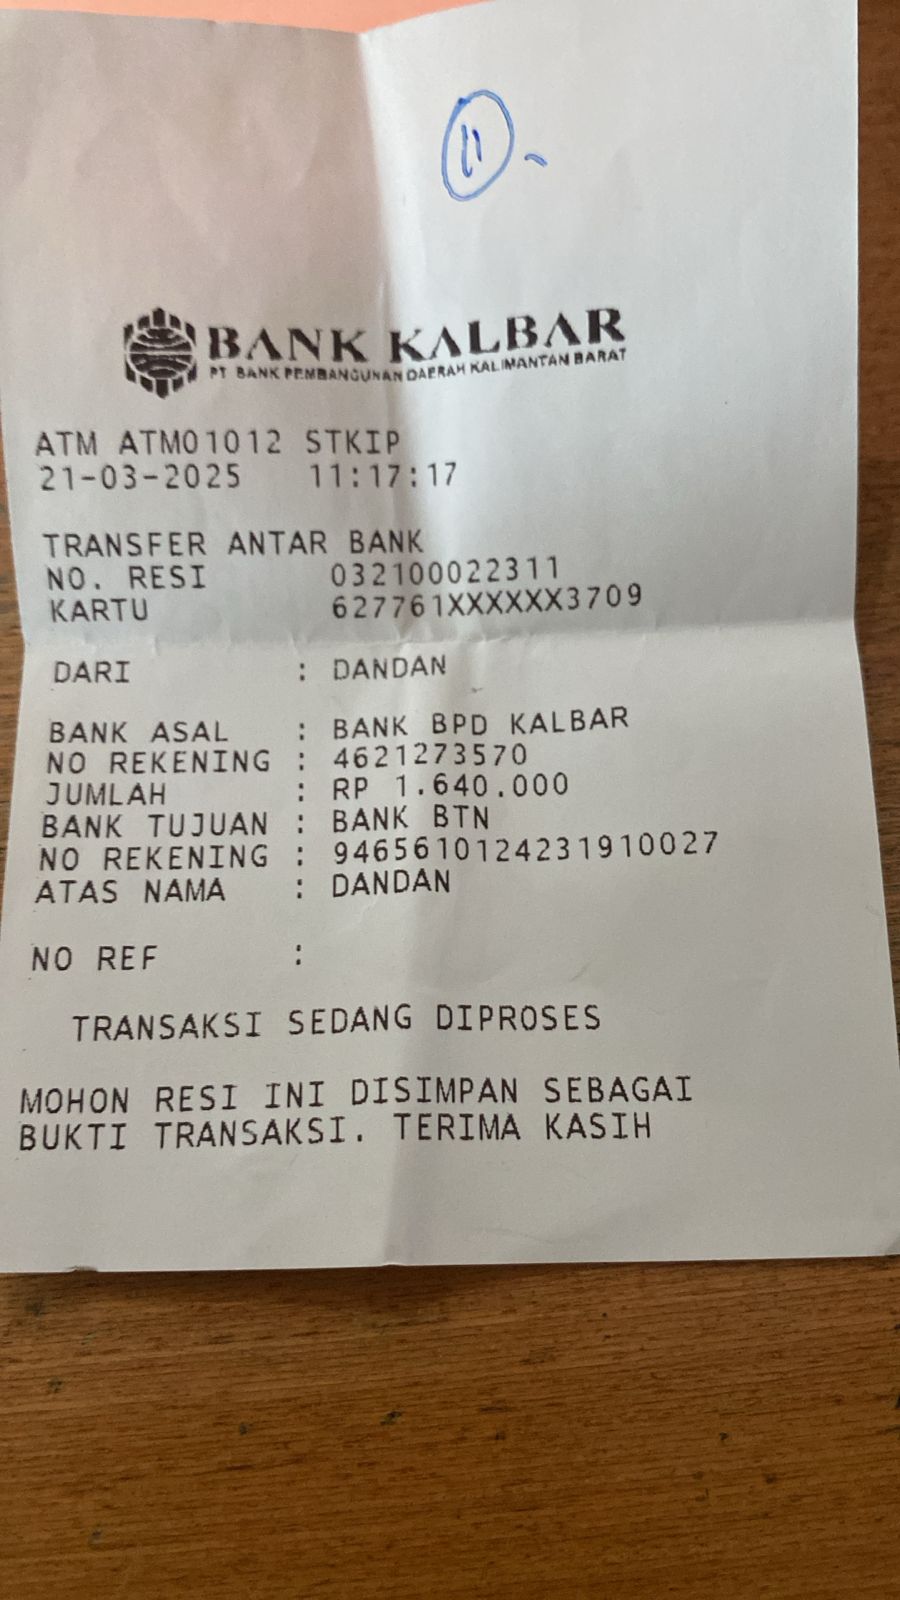 11
BANK KALBAR
PT BANK PEMBANGUNAN DAERAH KALIMANTAN BARAT
ATM ATM01012 STKIP
21-03-2025 11:17:17
TRANSFER ANTAR BANK
NO. RESI 032100022311
KARTU 627761XXXXXX3709
DARI : DANDAN
BANK ASAL : BANK BPD KALBAR
NO REKENING : 4621273570
JUMLAH : RP 1.640.000
BANK TUJUAN : BANK BTN
NO REKENING : 9465610124231910027
ATAS NAMA : DANDAN
NO REF :
TRANSAKSI SEDANG DIPROSES
MOHON RESI INI DISIMPAN SEBAGAI
BUKTI TRANSAKSI. TERIMA KASIH